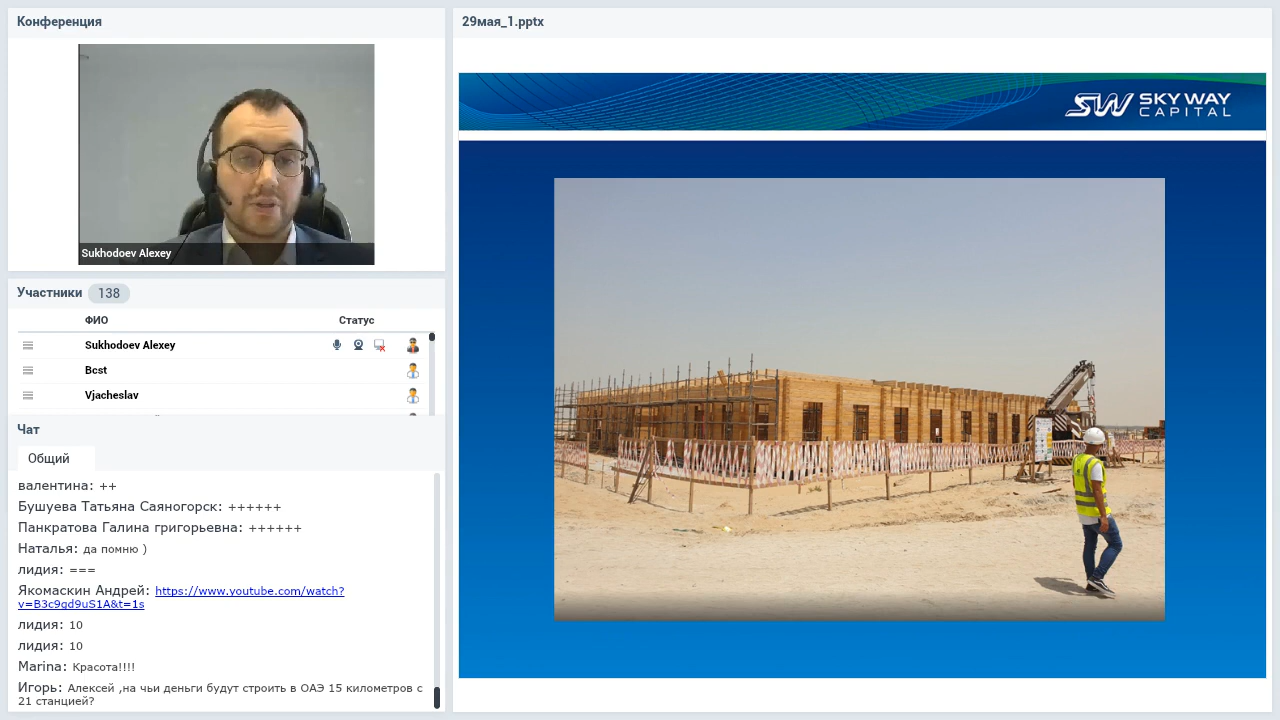 Конференция
Sukhodoev Alexey
Участники 138
ФИО Статус
Sukhodoev Alexey
Bcst
Vjacheslav
Чат
Общий
валентина: ++
Бушуева Татьяна Саяногорск: ++++++
Панкратова Галина григорьевна: ++++++
Наталья: да помню )
лидия: ===
Якомаскин Андрей: https://www.youtube.com/watch?
v=B3c9gd9uS1A&t=1s
лидия: 10
лидия: 10
Marina: Красота!!!!
Игорь: Алексей ,на чьи деньги будут строить в ОАЭ 15 километров с
21 станцией?
29мая_1.pptx
SW SKY WAY
CAPITAL